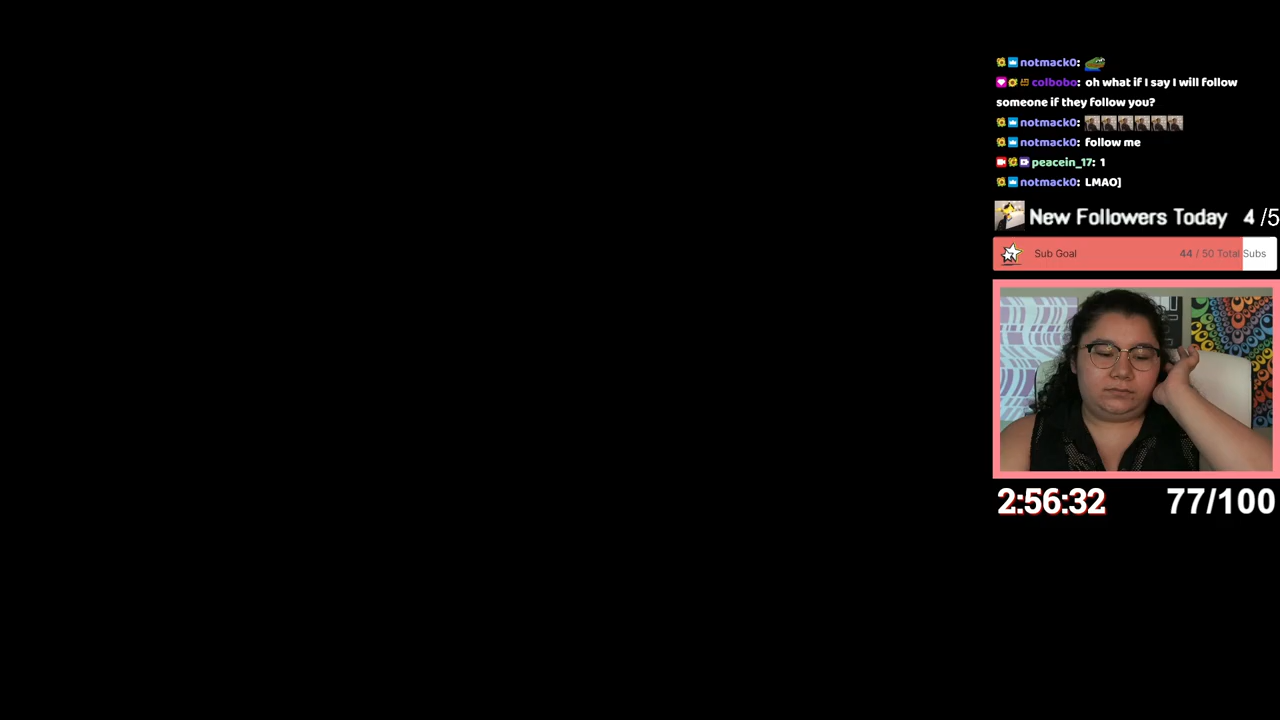 notmack0:
colbobo: oh what if I say I will follow
someone if they follow you?
notmack0:
notmack0: follow me
peacein_17: 1
notmack0: LMAO]
New Followers Today 4 /5
Sub Goal 44 / 50 Total Subs
2:56:32 77/100